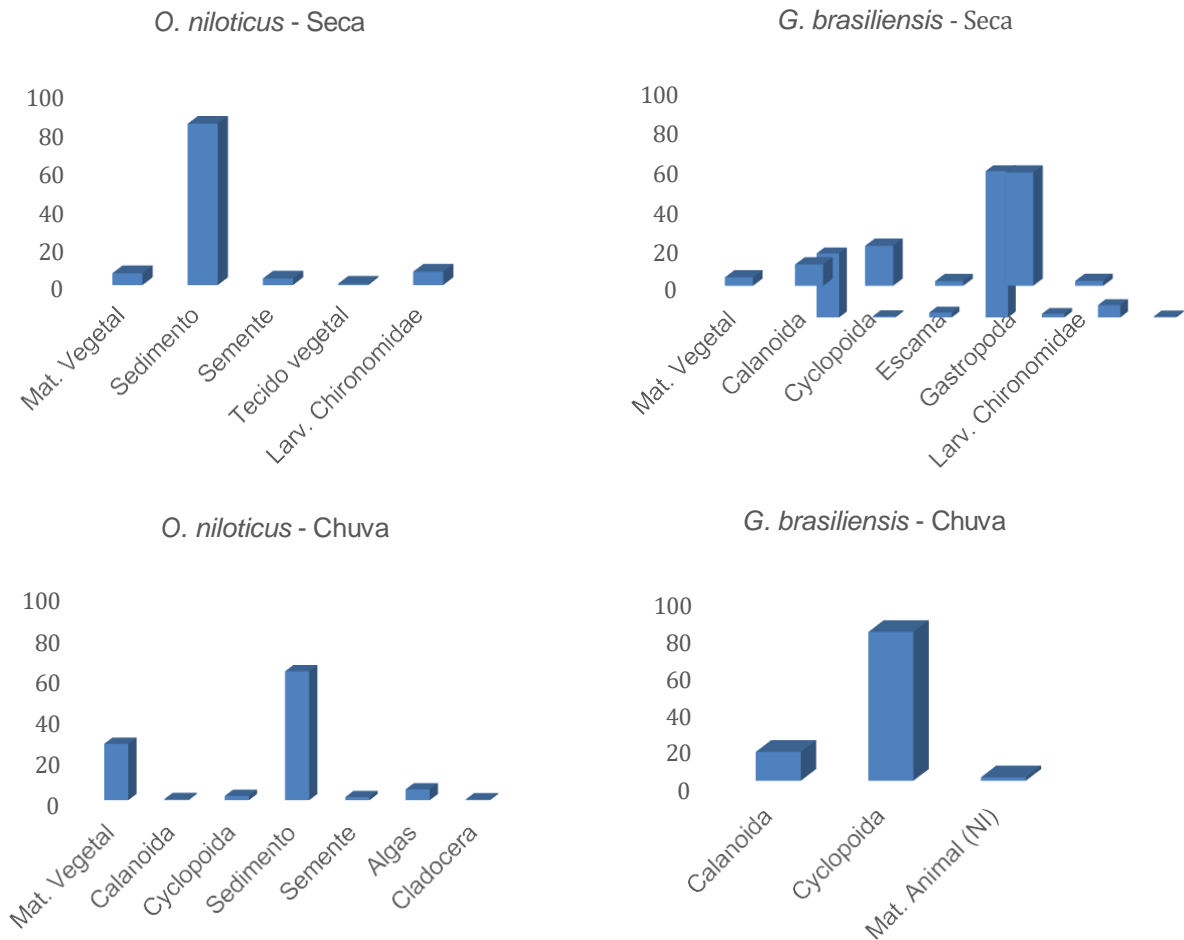 O. niloticus - Seca
100
80
60
40
20
0
Mat. Vegetal
Sedimento
Semente
Tecido vegetal
Larv. Chironomidae
G. brasiliensis - Seca
100
80
60
40
20
0
Mat. Vegetal
Calanoida
Cyclopoida
Escama
Gastropoda
Larv. Chironomidae
O. niloticus - Chuva
100
80
60
40
20
0
Mat. Vegetal
Calanoida
Cyclopoida
Sedimento
Semente
Algas
Cladocera
G. brasiliensis - Chuva
100
80
60
40
20
0
Calanoida
Cyclopoida
Mat. Animal (NI)